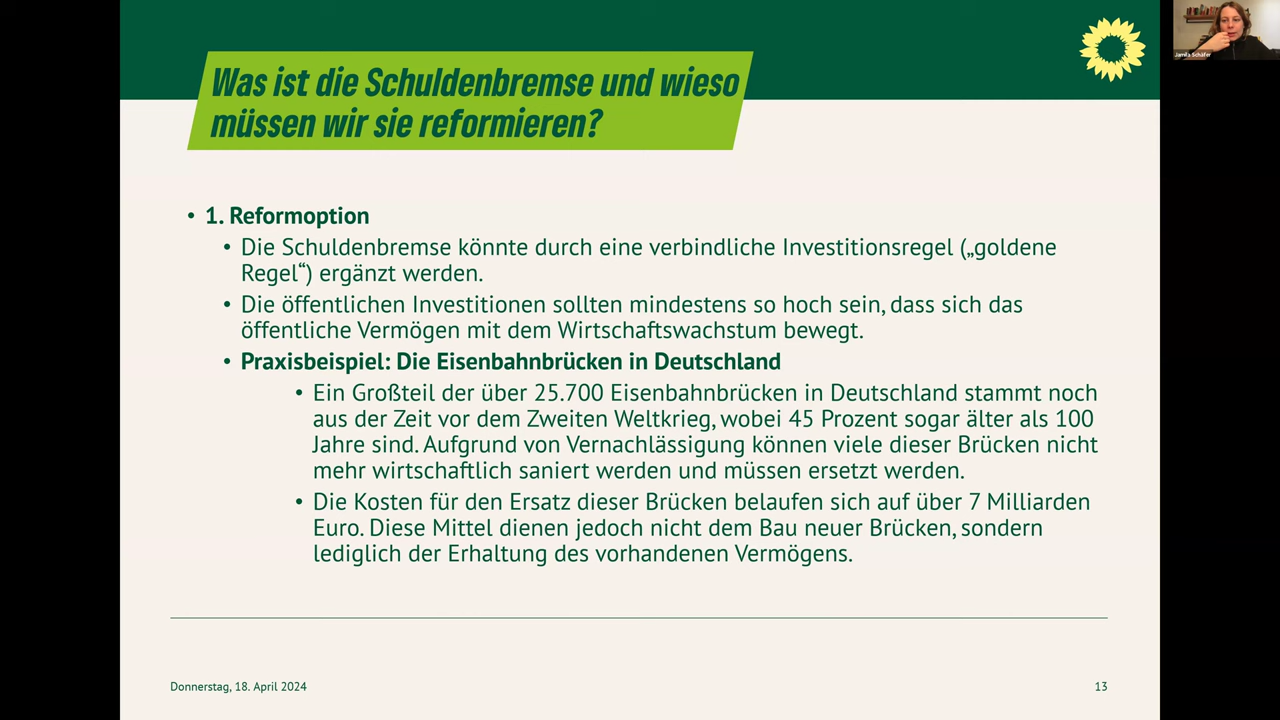 Was ist die Schuldenbremse und wieso
müssen wir sie reformieren?
Jamila Schäfer
• 1. Reformoption
• Die Schuldenbremse könnte durch eine verbindliche Investitionsregel („goldene
Regel“) ergänzt werden.
• Die öffentlichen Investitionen sollten mindestens so hoch sein, dass sich das
öffentliche Vermögen mit dem Wirtschaftswachstum bewegt.
• Praxisbeispiel: Die Eisenbahnbrücken in Deutschland
• Ein Großteil der über 25.700 Eisenbahnbrücken in Deutschland stammt noch
aus der Zeit vor dem Zweiten Weltkrieg, wobei 45 Prozent sogar älter als 100
Jahre sind. Aufgrund von Vernachlässigung können viele dieser Brücken nicht
mehr wirtschaftlich saniert werden und müssen ersetzt werden.
• Die Kosten für den Ersatz dieser Brücken belaufen sich auf über 7 Milliarden
Euro. Diese Mittel dienen jedoch nicht dem Bau neuer Brücken, sondern
lediglich der Erhaltung des vorhandenen Vermögens.
Donnerstag, 18. April 2024
13